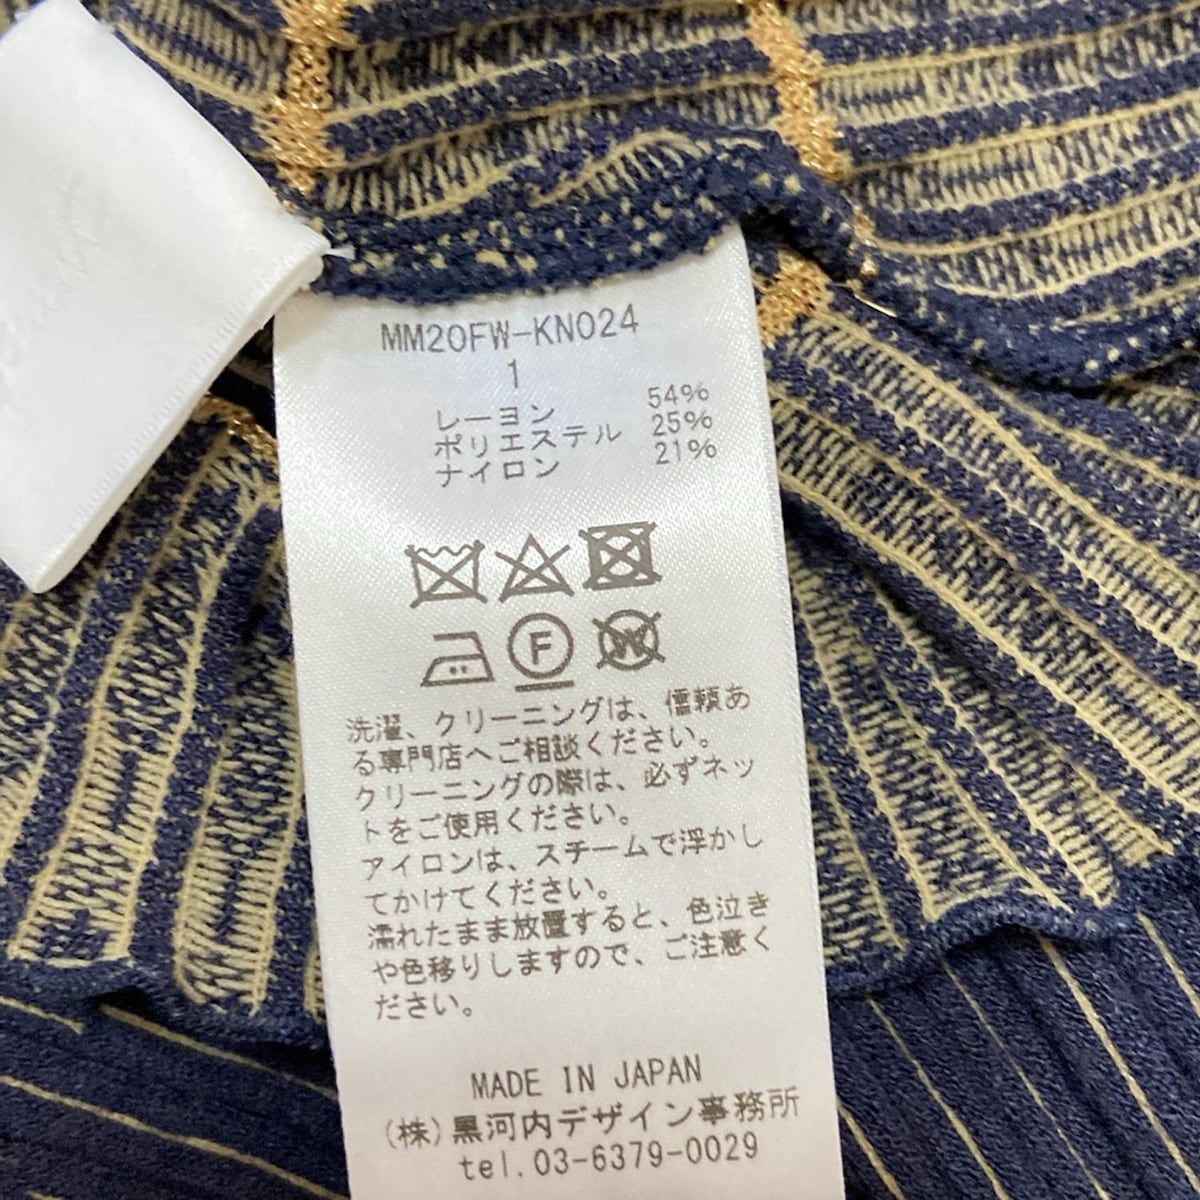 MM20FW-KN024
1
レーヨン 54%
ポリエステル 25%
ナイロン 21%
F
W
洗濯、クリーニングは、信頼あ
る専門店へご相談ください。
クリーニングの際は、必ずネッ
トをご使用ください。
アイロンは、スチームで浮かし
てかけてください。
濡れたまま放置すると、色泣き
や色移りしますので、ご注意く
ださい。
MADE IN JAPAN
(株)黒河内デザイン事務所
tel.03-6379-0029